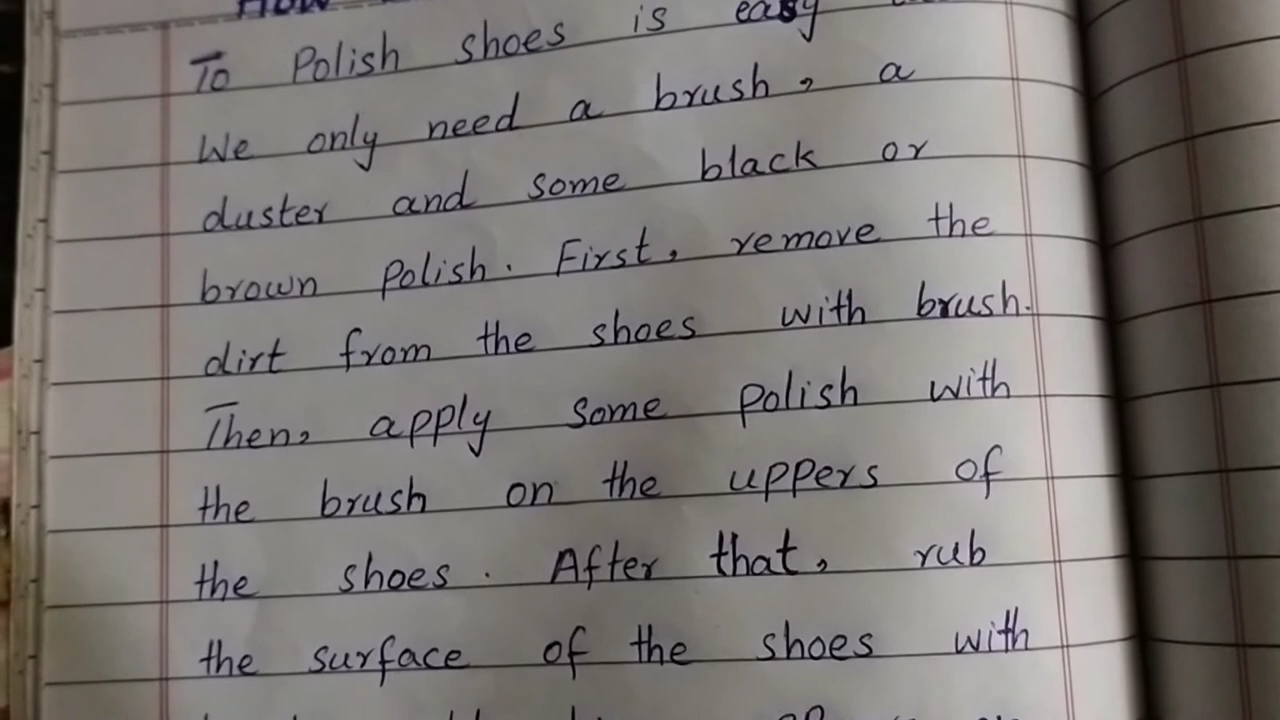 To Polish shoes is easy
We only need a brush, a
duster and some black or
brown Polish. First, remove the
dirt from the shoes with brush.
Then, apply some polish with
the brush on the uppers of
the shoes. After that, rub
the surface of the shoes with